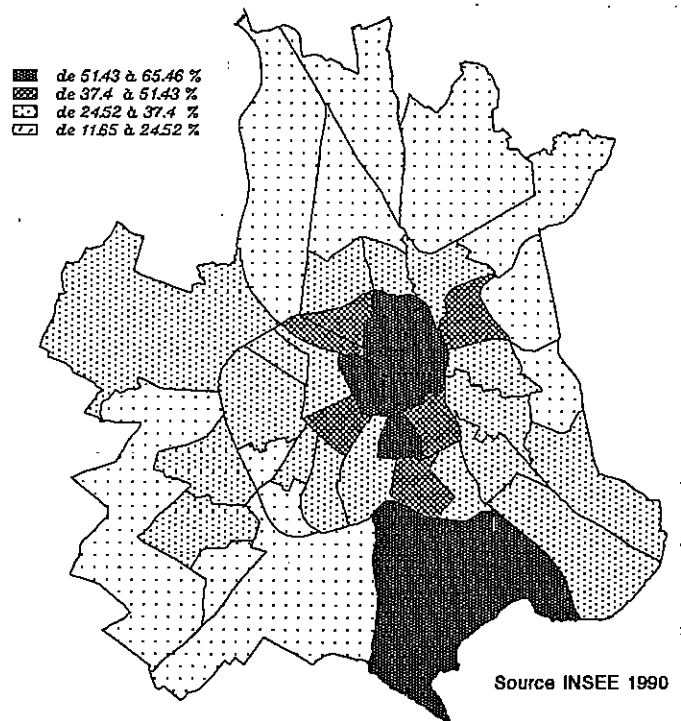 de 51.43 à 65.46 %
de 37.4 à 51.43 %
de 24.52 à 37.4 %
de 11.65 à 24.52 %
Source INSEE 1990